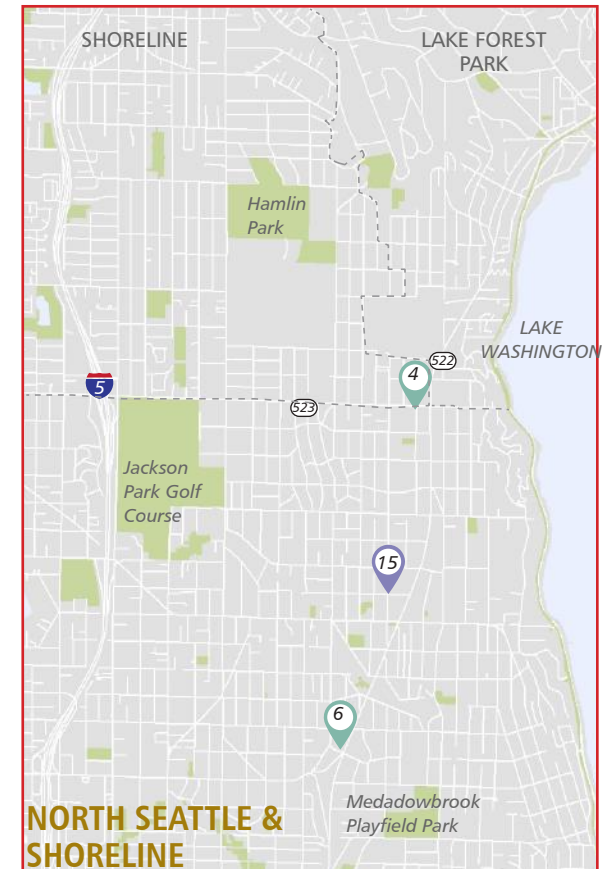 SHORELINE
LAKE FOREST
PARK
Hamlin
Park
LAKE
WASHINGTON
522
4
5
523
Jackson
Park Golf
Course
15
6
Medadowbrook
Playfield Park
NORTH SEATTLE &
SHORELINE